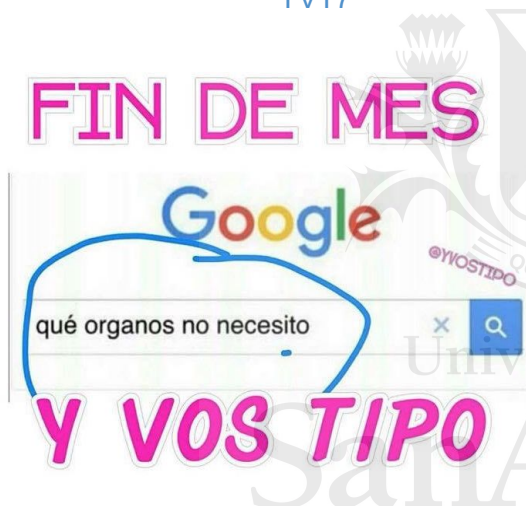 FIN DE MES
Google
@YVOSTIPO
qué organos no necesito
Y VOS TIPO